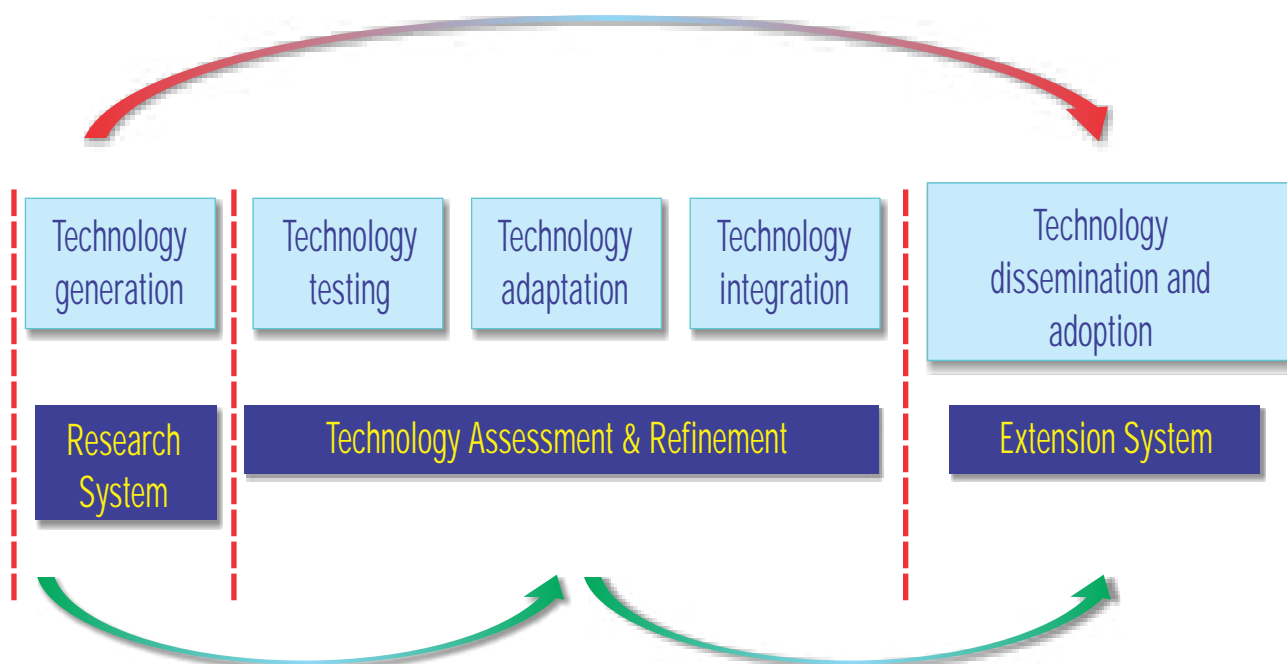 Technology
generation
Technology
testing
Technology
adaptation
Technology
integration
Technology
dissemination and
adoption
Research
System
Technology Assessment & Refinement
Extension System